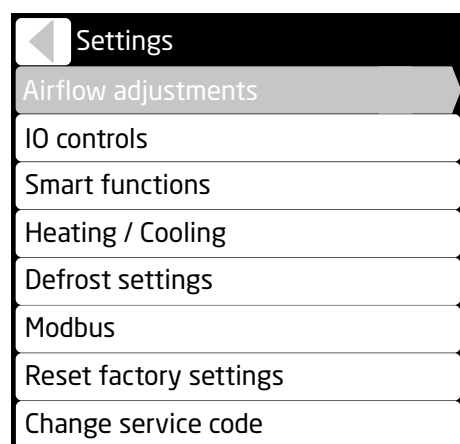 Settings
Airflow adjustments
IO controls
Smart functions
Heating / Cooling
Defrost settings
Modbus
Reset factory settings
Change service code